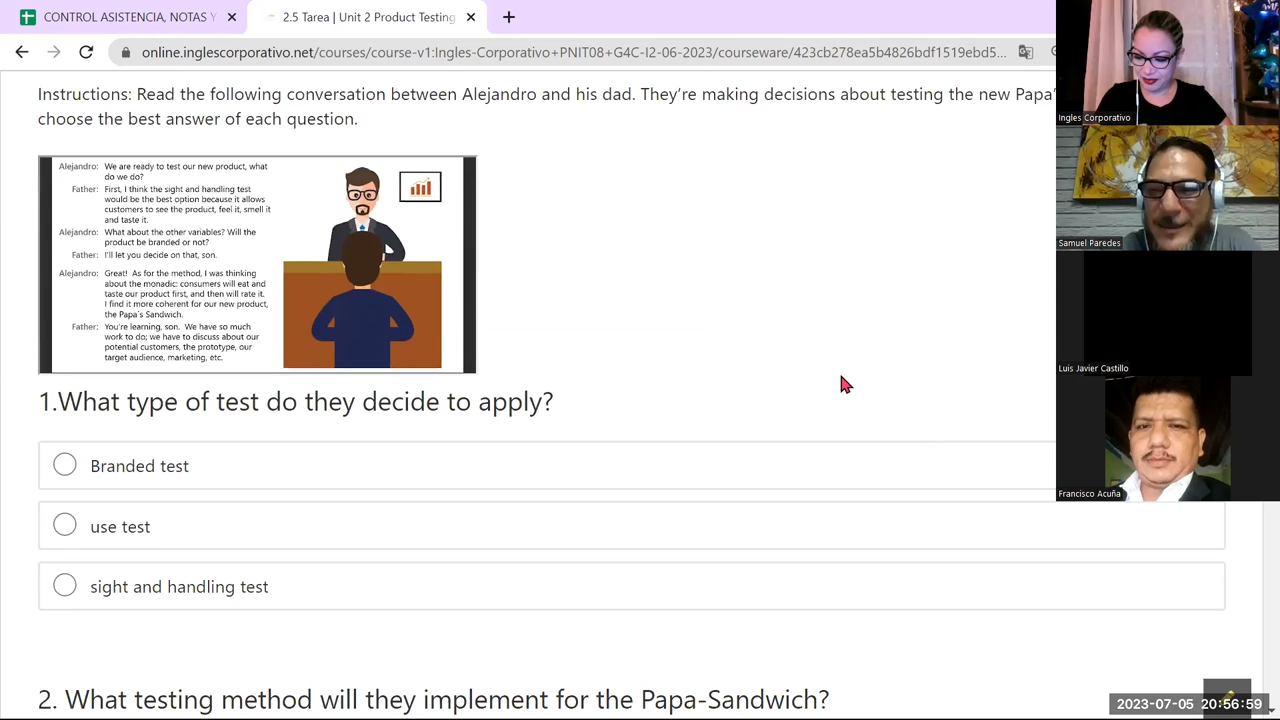 CONTROL ASISTENCIA, NOTAS Y
2.5 Tarea | Unit 2 Product Testing
online.inglescorporativo.net/courses/course-v1:Ingles-Corporativo+PNIT08+G4C-I2-06-2023/courseware/423cb278ea5b4826bdf1519ebd5...
Instructions: Read the following conversation between Alejandro and his dad. They're making decisions about testing the new Papa'
choose the best answer of each question.
Alejandro: We are ready to test our new product, what
do we do?
Father: First, I think the sight and handling test
would be the best option because it allows
customers to see the product, feel it, smell it
and taste it.
Alejandro: What about the other variables? Will the
product be branded or not?
Father: I'll let you decide on that, son.
Alejandro: Great! As for the method, I was thinking
about the monadic: consumers will eat and
taste our product first, and then will rate it.
I find it more coherent for our new product,
the Papa´s Sandwich.
Father: You're learning, son. We have so much
work to do; we have to discuss about our
potential customers, the prototype, our
target audience, marketing, etc.
1.What type of test do they decide to apply?
Branded test
use test
sight and handling test
2. What testing method will they implement for the Papa-Sandwich?
Ingles Corporativo
Samuel Paredes
Luis Javier Castillo
Francisco Acuña
2023-07-05 20:56:59